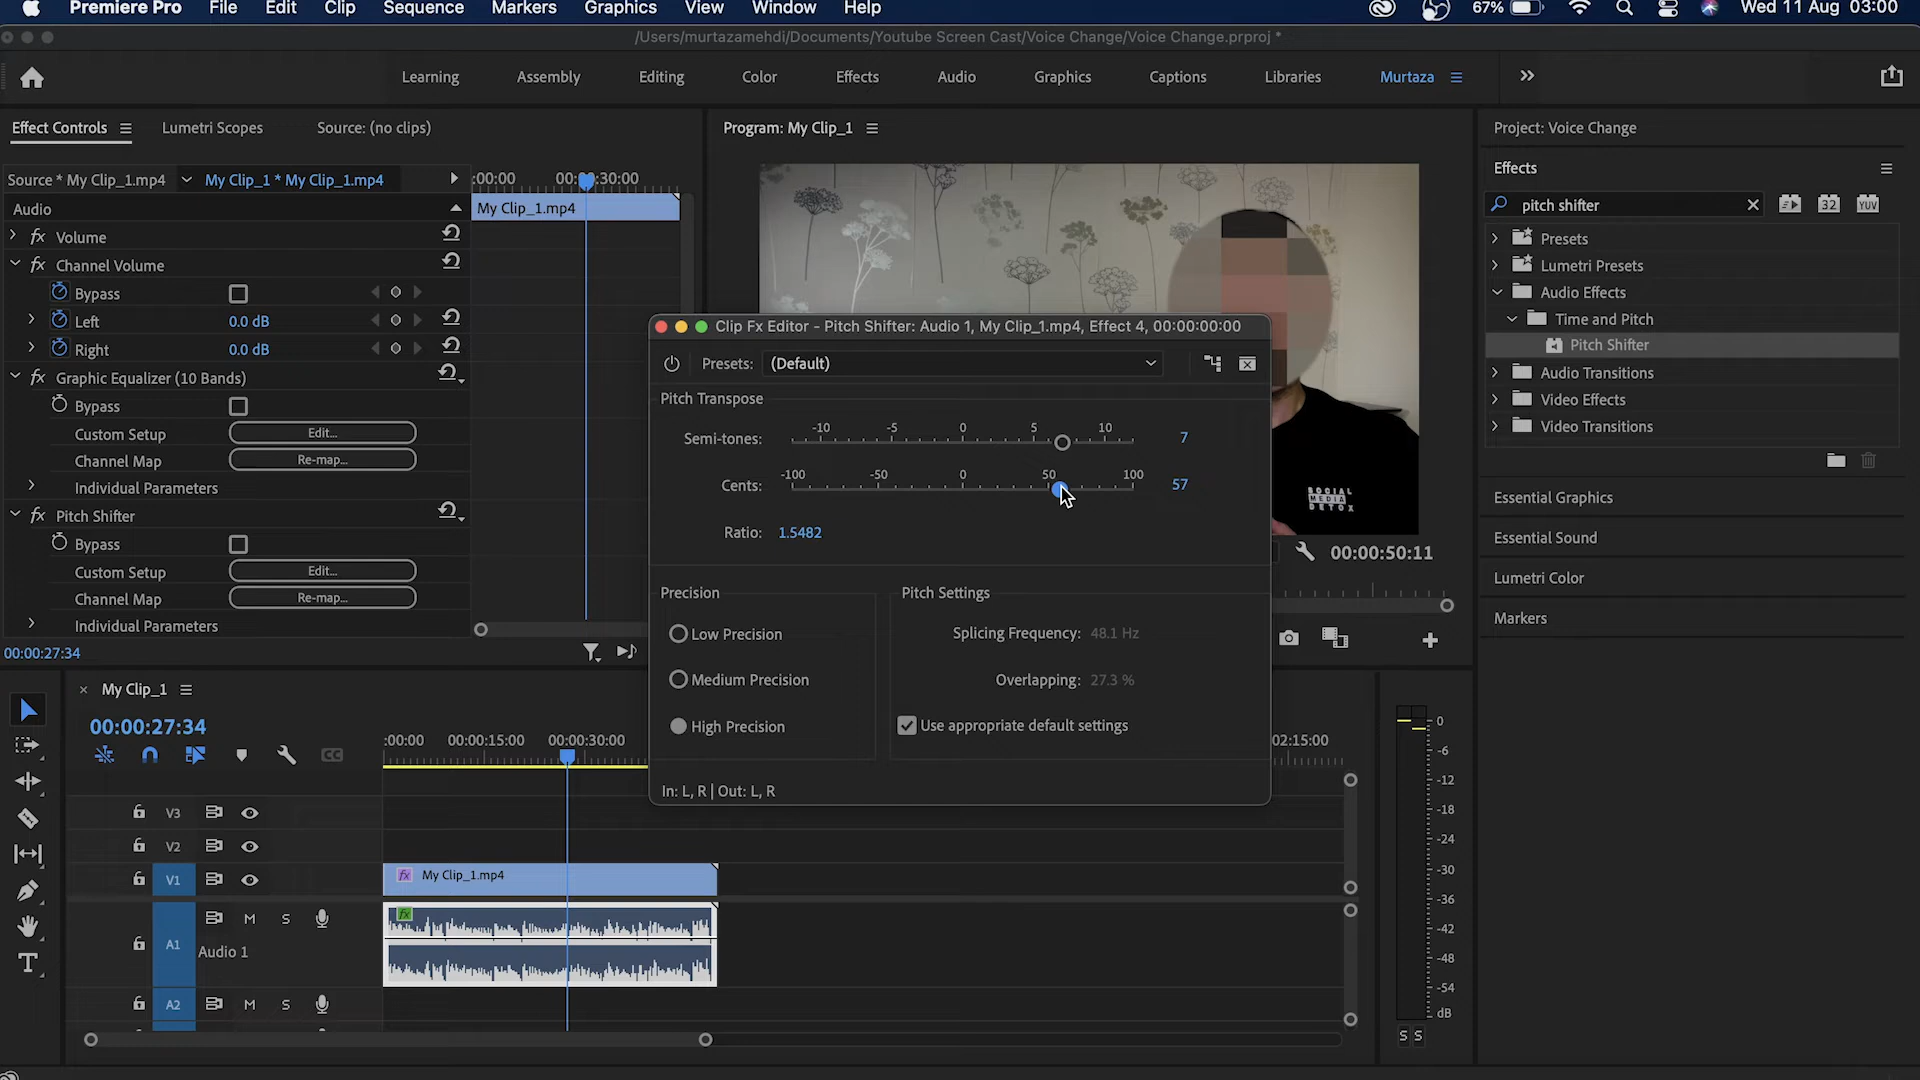 Premiere Pro File Edit Clip Sequence Markers Graphics View Window Help 67% Wed 11 Aug 03:00
/Users/murtazamehdi/Documents/Youtube Screen Cast/Voice Change/Voice Change.prproj *
Learning Assembly Editing Color Effects Audio Graphics Captions Libraries Murtaza
Effect Controls Lumetri Scopes Source: (no clips)
Source * My Clip_1.mp4 My Clip_1 * My Clip_1.mp4 :00:00 00:00:30:00
Audio My Clip_1.mp4
fx Volume
fx Channel Volume
Bypass
Left 0.0 dB
Right 0.0 dB
fx Graphic Equalizer (10 Bands)
Bypass
Custom Setup Edit...
Channel Map Re-map...
Individual Parameters
fx Pitch Shifter
Bypass
Custom Setup Edit...
Channel Map Re-map...
Individual Parameters
00:00:27:34
Program: My Clip_1
SOCIAL
MEDIA
DETOX
00:00:50:11
Clip Fx Editor - Pitch Shifter: Audio 1, My Clip_1.mp4, Effect 4, 00:00:00:00
Presets: (Default)
Pitch Transpose
-10 -5 0 5 10
Semi-tones: 7
-100 -50 0 50 100
Cents: 57
Ratio: 1.5482
Precision
Low Precision
Medium Precision
High Precision
Pitch Settings
Splicing Frequency: 48.1 Hz
Overlapping: 27.3 %
Use appropriate default settings
In: L, R | Out: L, R
Project: Voice Change
Effects
pitch shifter 32 YUV
Presets
Lumetri Presets
Audio Effects
Time and Pitch
Pitch Shifter
Audio Transitions
Video Effects
Video Transitions
Essential Graphics
Essential Sound
Lumetri Color
Markers
× My Clip_1
00:00:27:34
CC
:00:00 00:00:15:00 00:00:30:00 02:15:00
V3
V2
V1 fx My Clip_1.mp4
A1 M S fx
Audio 1
A2 M S
T
0
-6
-12
-18
-24
-30
-36
-42
-48
-54
dB
S S